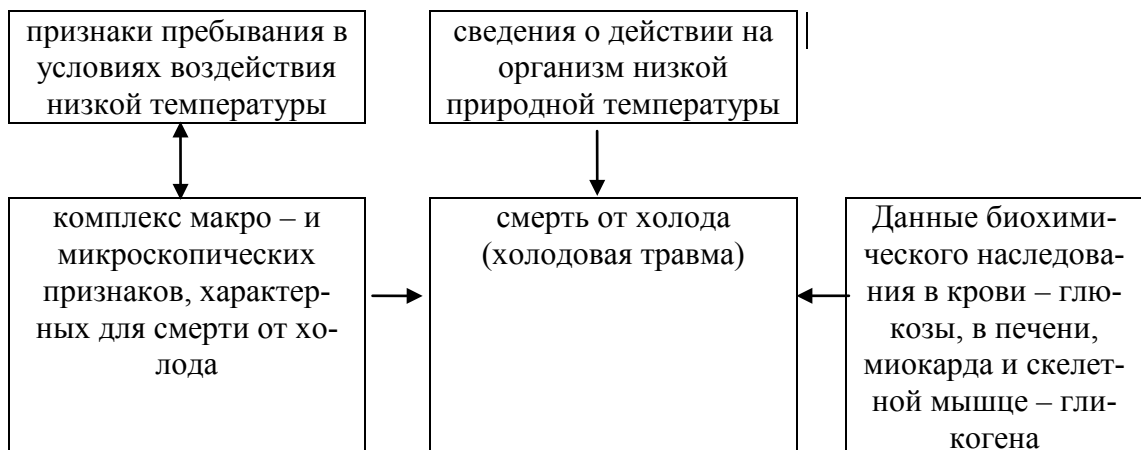 признаки пребывания в
условиях воздействия
низкой температуры
сведения о действии на
организм низкой
природной температуры
комплекс макро – и
микроскопических
признаков, характер-
ных для смерти от хо-
лода
смерть от холода
(холодовая травма)
Данные биохими-
ческого наследова-
ния в крови – глю-
козы, в печени,
миокарда и скелет-
ной мышце – гли-
когена